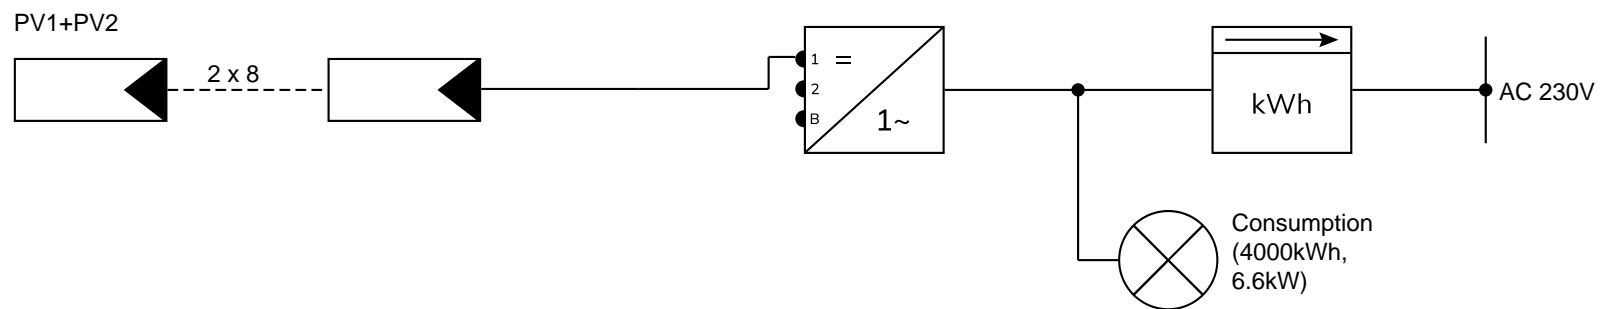 PV1+PV2
2 x 8
1 =
2
B
1~
kWh
AC 230V
Consumption
(4000kWh,
6.6kW)